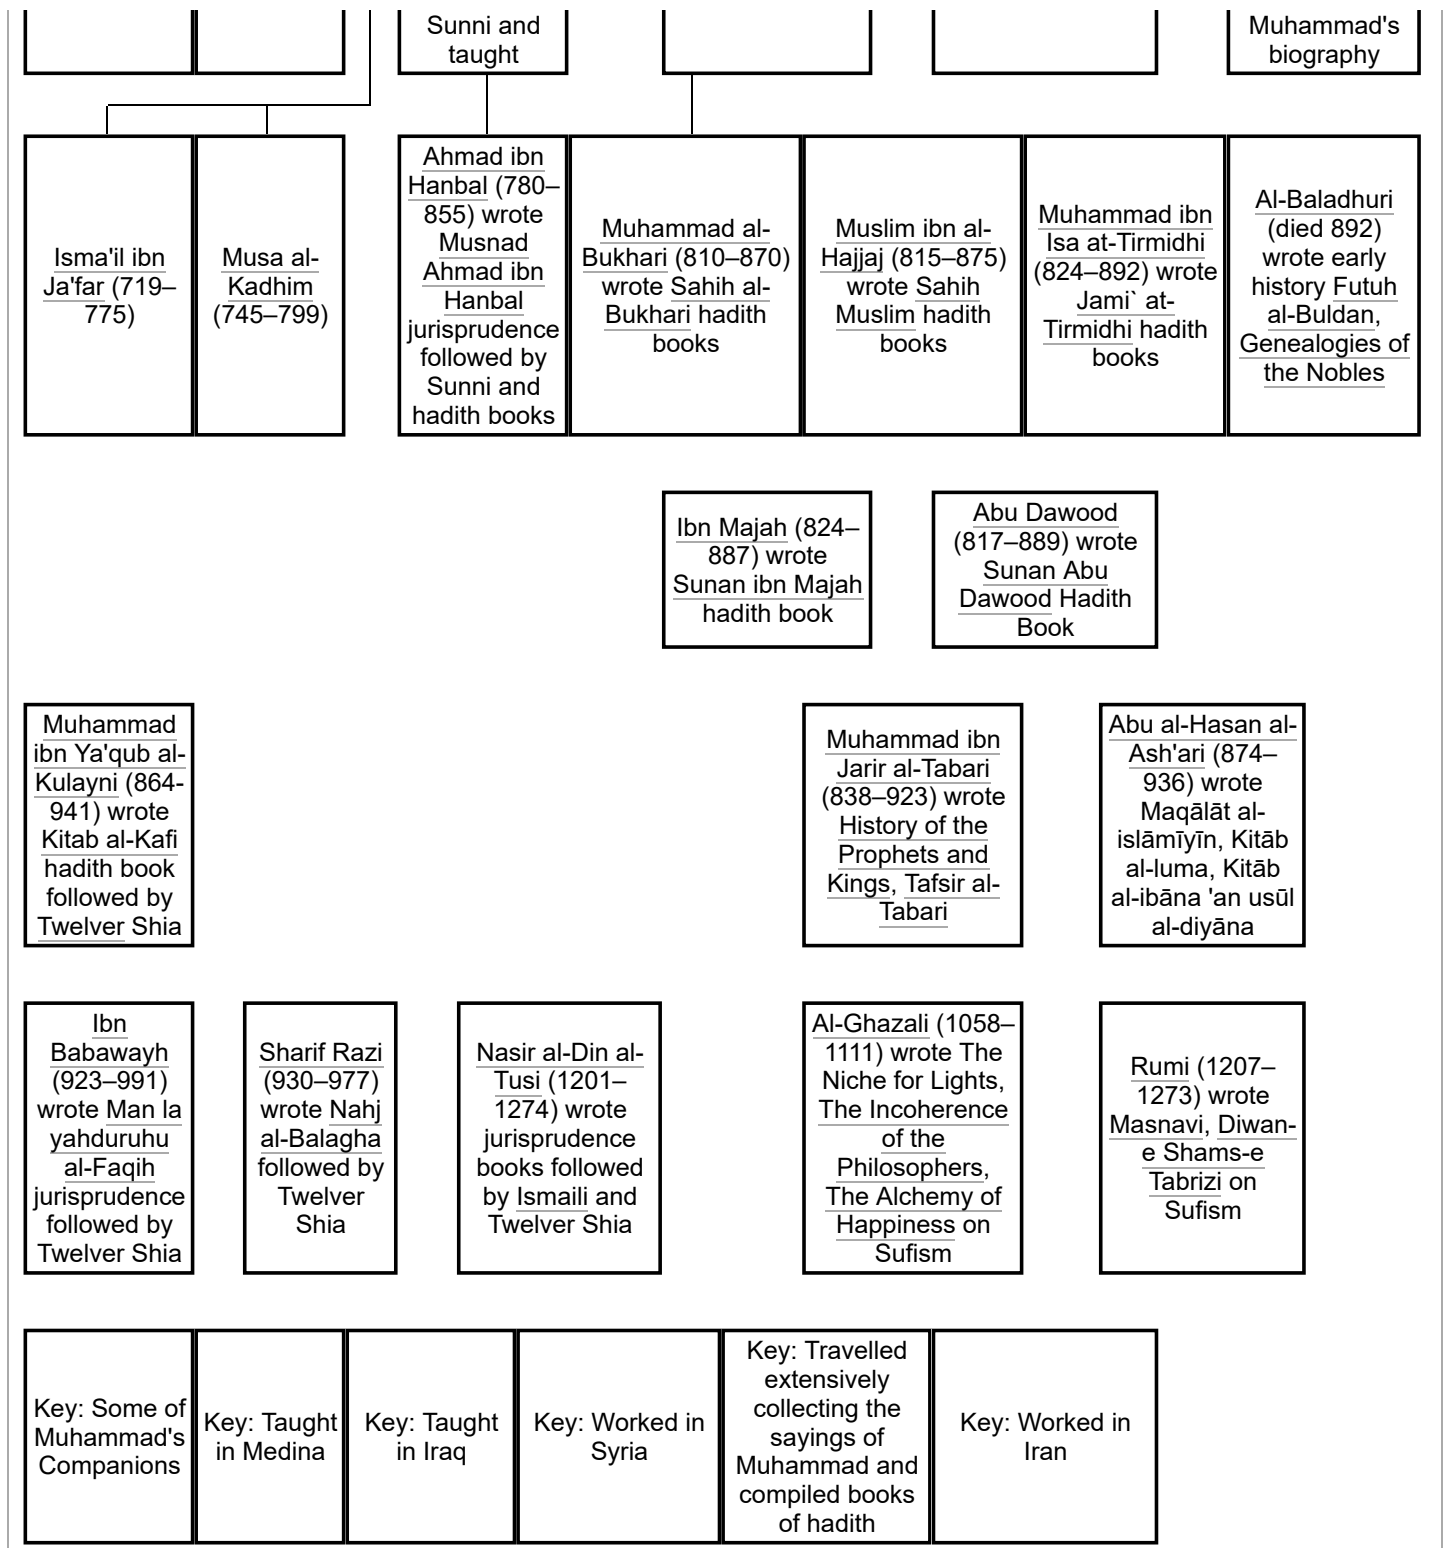 Sunni and
taught
Muhammad's
biography
Isma'il ibn
Ja'far (719–
775)
Musa al-
Kadhim
(745–799)
Ahmad ibn
Hanbal (780–
855) wrote
Musnad
Ahmad ibn
Hanbal
jurisprudence
followed by
Sunni and
hadith books
Muhammad al-
Bukhari (810–870)
wrote Sahih al-
Bukhari hadith
books
Muslim ibn al-
Hajjaj (815–875)
wrote Sahih
Muslim hadith
books
Muhammad ibn
Isa at-Tirmidhi
(824–892) wrote
Jami` at-
Tirmidhi hadith
books
Al-Baladhuri
(died 892)
wrote early
history Futuh
al-Buldan,
Genealogies of
the Nobles
Ibn Majah (824–
887) wrote
Sunan ibn Majah
hadith book
Abu Dawood
(817–889) wrote
Sunan Abu
Dawood Hadith
Book
Muhammad
ibn Ya'qub al-
Kulayni (864-
941) wrote
Kitab al-Kafi
hadith book
followed by
Twelver Shia
Muhammad ibn
Jarir al-Tabari
(838–923) wrote
History of the
Prophets and
Kings, Tafsir al-
Tabari
Abu al-Hasan al-
Ash'ari (874–
936) wrote
Maqālāt al-
islāmīyīn, Kitāb
al-luma, Kitāb
al-ibāna 'an usūl
al-diyāna
Ibn
Babawayh
(923–991)
wrote Man la
yahduruhu
al-Faqih
jurisprudence
followed by
Twelver Shia
Sharif Razi
(930–977)
wrote Nahj
al-Balagha
followed by
Twelver
Shia
Nasir al-Din al-
Tusi (1201–
1274) wrote
jurisprudence
books followed
by Ismaili and
Twelver Shia
Al-Ghazali (1058–
1111) wrote The
Niche for Lights,
The Incoherence
of the
Philosophers,
The Alchemy of
Happiness on
Sufism
Rumi (1207–
1273) wrote
Masnavi, Diwan-
e Shams-e
Tabrizi on
Sufism
Key: Some of
Muhammad's
Companions
Key: Taught
in Medina
Key: Taught
in Iraq
Key: Worked in
Syria
Key: Travelled
extensively
collecting the
sayings of
Muhammad and
compiled books
of hadith
Key: Worked in
Iran